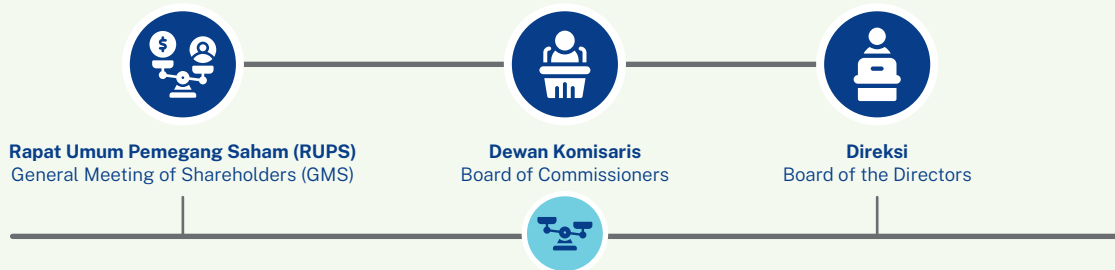 $
Rapat Umum Pemegang Saham (RUPS)
General Meeting of Shareholders (GMS)
Dewan Komisaris
Board of Commissioners
Direksi
Board of the Directors